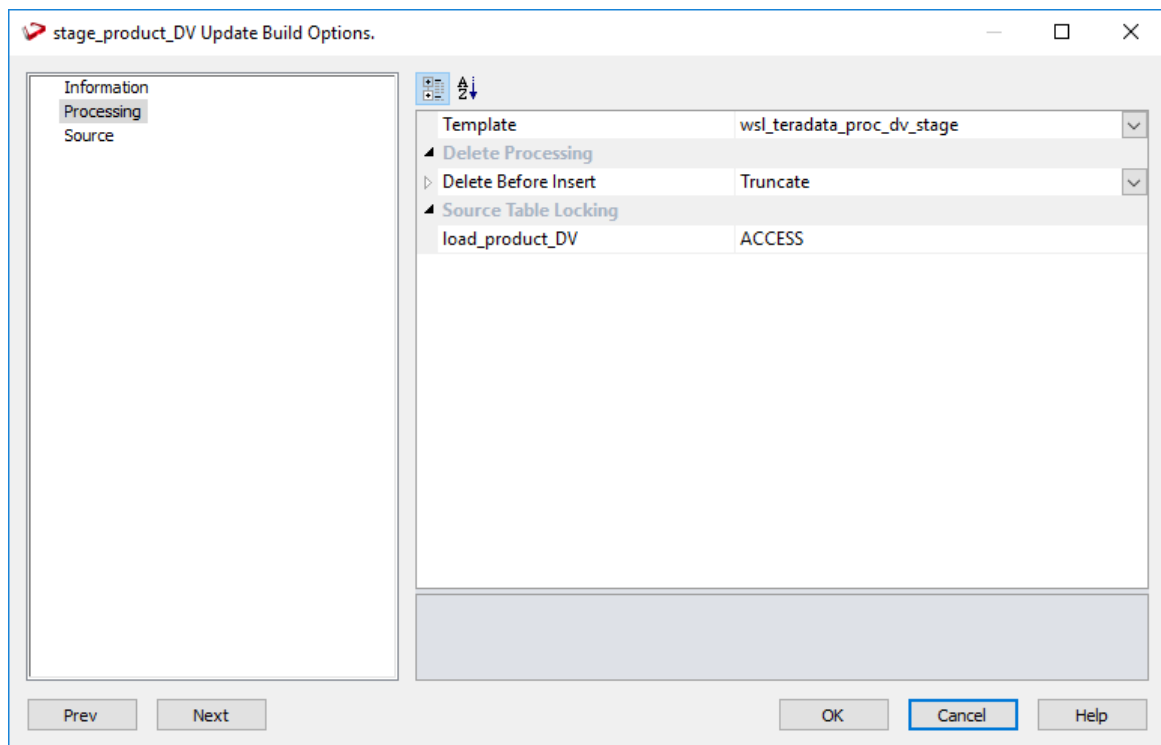 stage_product_DV Update Build Options.
Information
Processing
Source
Template wsl_teradata_proc_dv_stage
Delete Processing
Delete Before Insert Truncate
Source Table Locking
load_product_DV ACCESS
Prev Next OK Cancel Help